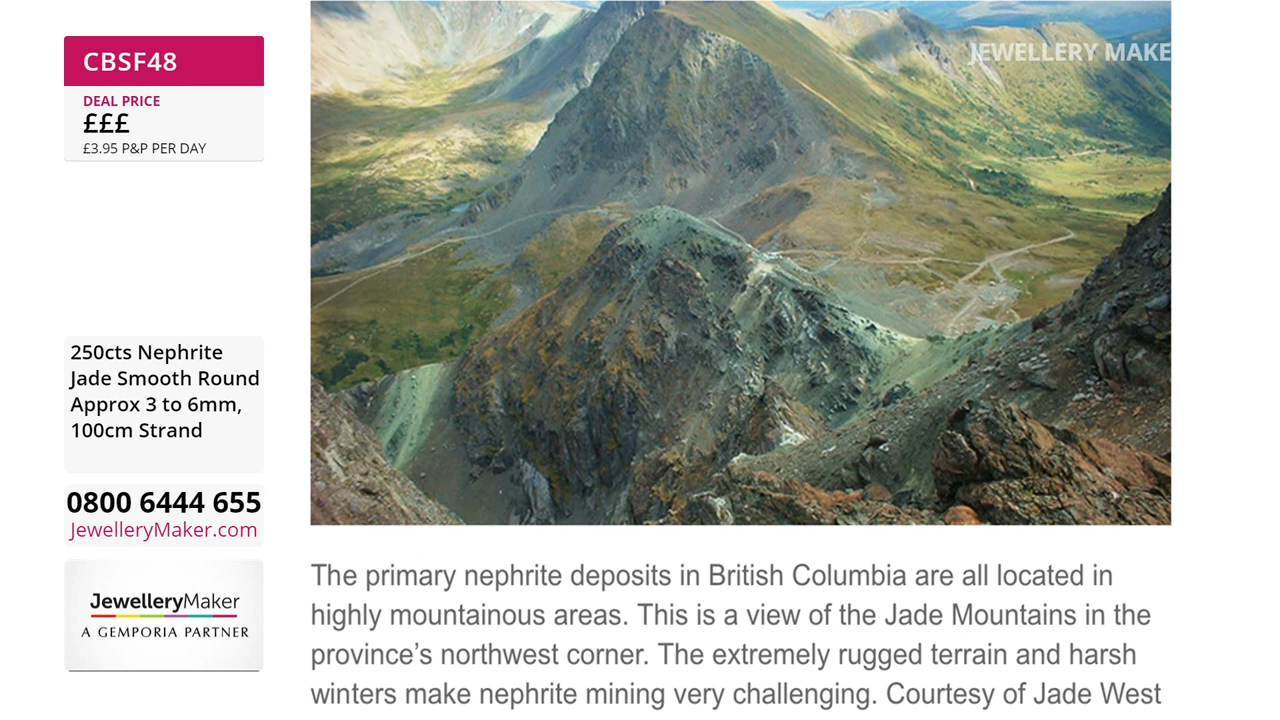 CBSF48
DEAL PRICE
£££
£3.95 P&P PER DAY
250cts Nephrite
Jade Smooth Round
Approx 3 to 6mm,
100cm Strand
0800 6444 655
JewelleryMaker.com
JewelleryMaker
A GEMPORIA PARTNER
JEWELLERY MAKE
The primary nephrite deposits in British Columbia are all located in
highly mountainous areas. This is a view of the Jade Mountains in the
province’s northwest corner. The extremely rugged terrain and harsh
winters make nephrite mining very challenging. Courtesy of Jade West